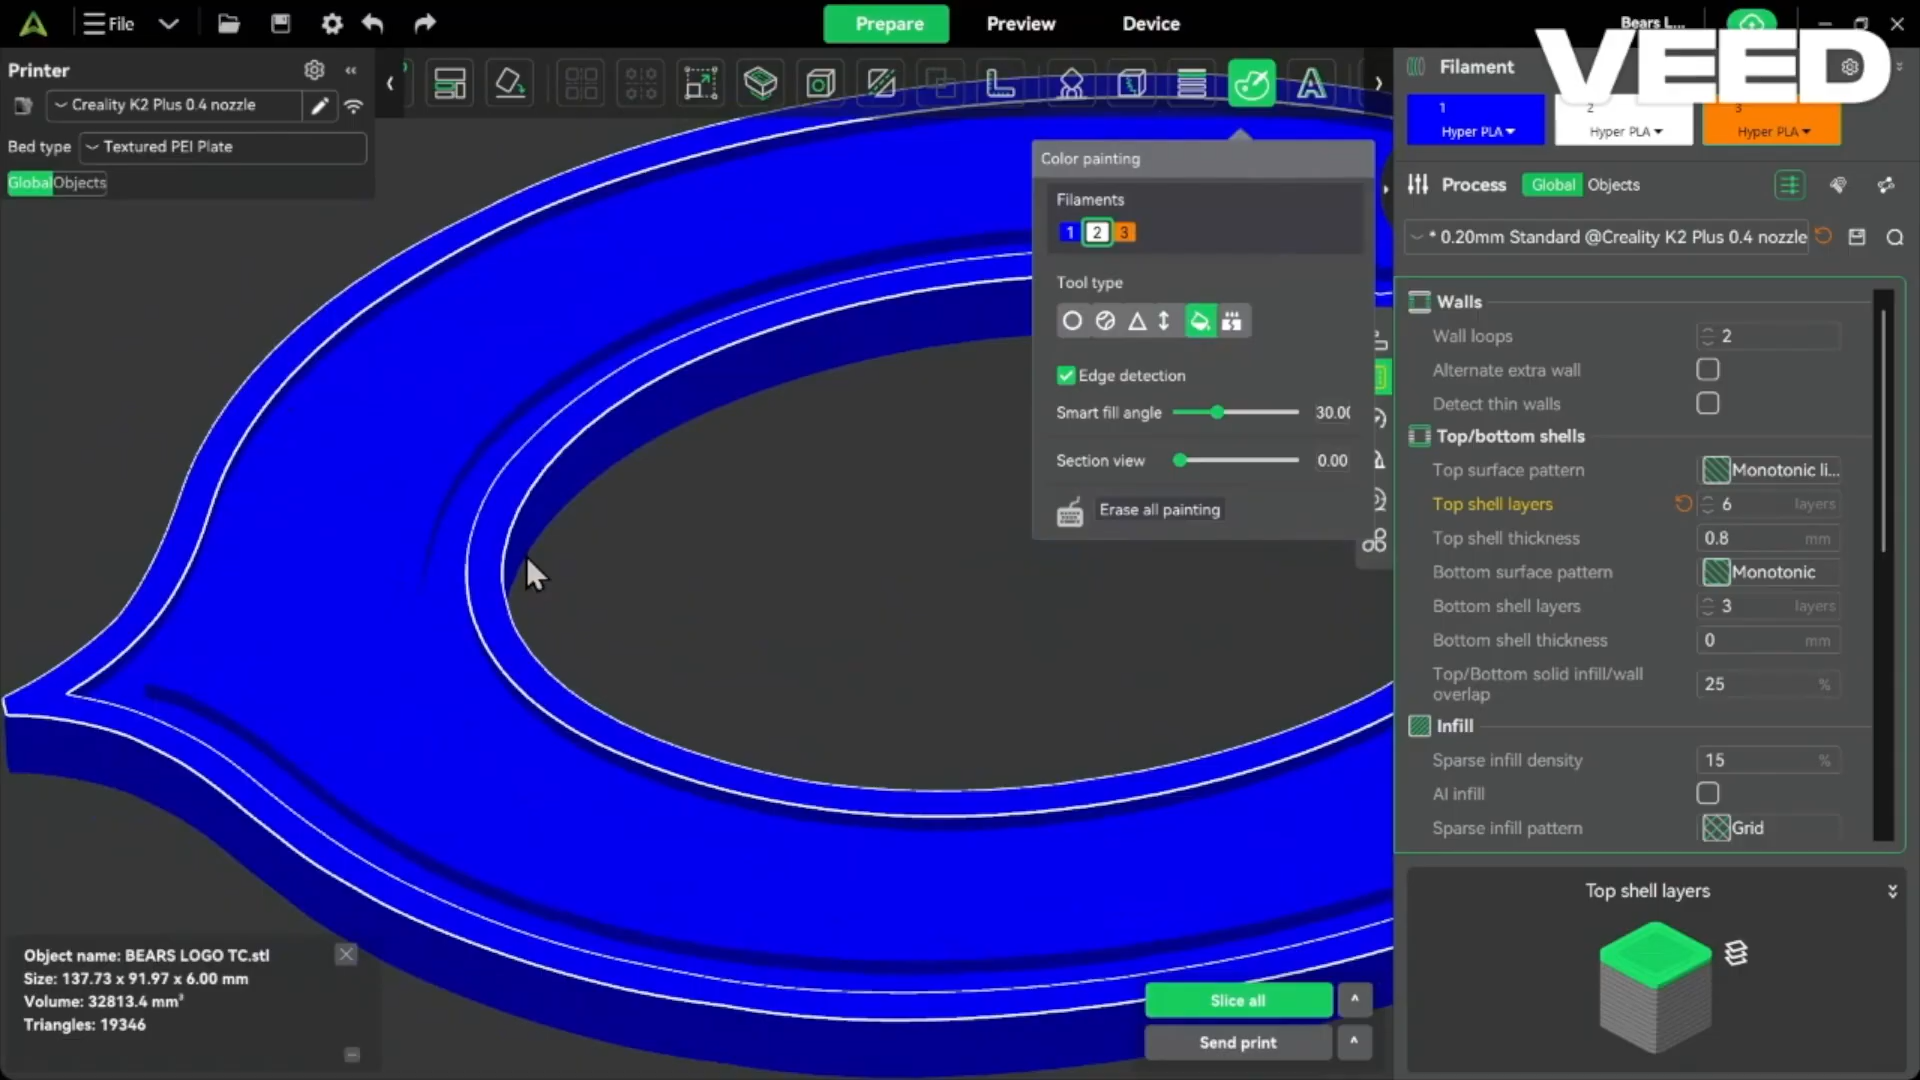 File
Prepare
Preview
Device
Bears L...
VEED
Printer
Creality K2 Plus 0.4 nozzle
Bed type
Textured PEI Plate
Global Objects
Color painting
Filaments
1 2 3
Tool type
Edge detection
Smart fill angle 30.00
Section view 0.00
Erase all painting
Filament
1 2 3
Hyper PLA Hyper PLA Hyper PLA
Process Global Objects
* 0.20mm Standard @Creality K2 Plus 0.4 nozzle
Walls
Wall loops 2
Alternate extra wall
Detect thin walls
Top/bottom shells
Top surface pattern Monotonic li...
Top shell layers 6 layers
Top shell thickness 0.8 mm
Bottom surface pattern Monotonic
Bottom shell layers 3 layers
Bottom shell thickness 0 mm
Top/Bottom solid infill/wall
overlap 25 %
Infill
Sparse infill density 15 %
AI infill
Sparse infill pattern Grid
Top shell layers
Object name: BEARS LOGO TC.stl
Size: 137.73 x 91.97 x 6.00 mm
Volume: 32813.4 mm³
Triangles: 19346
Slice all
Send print